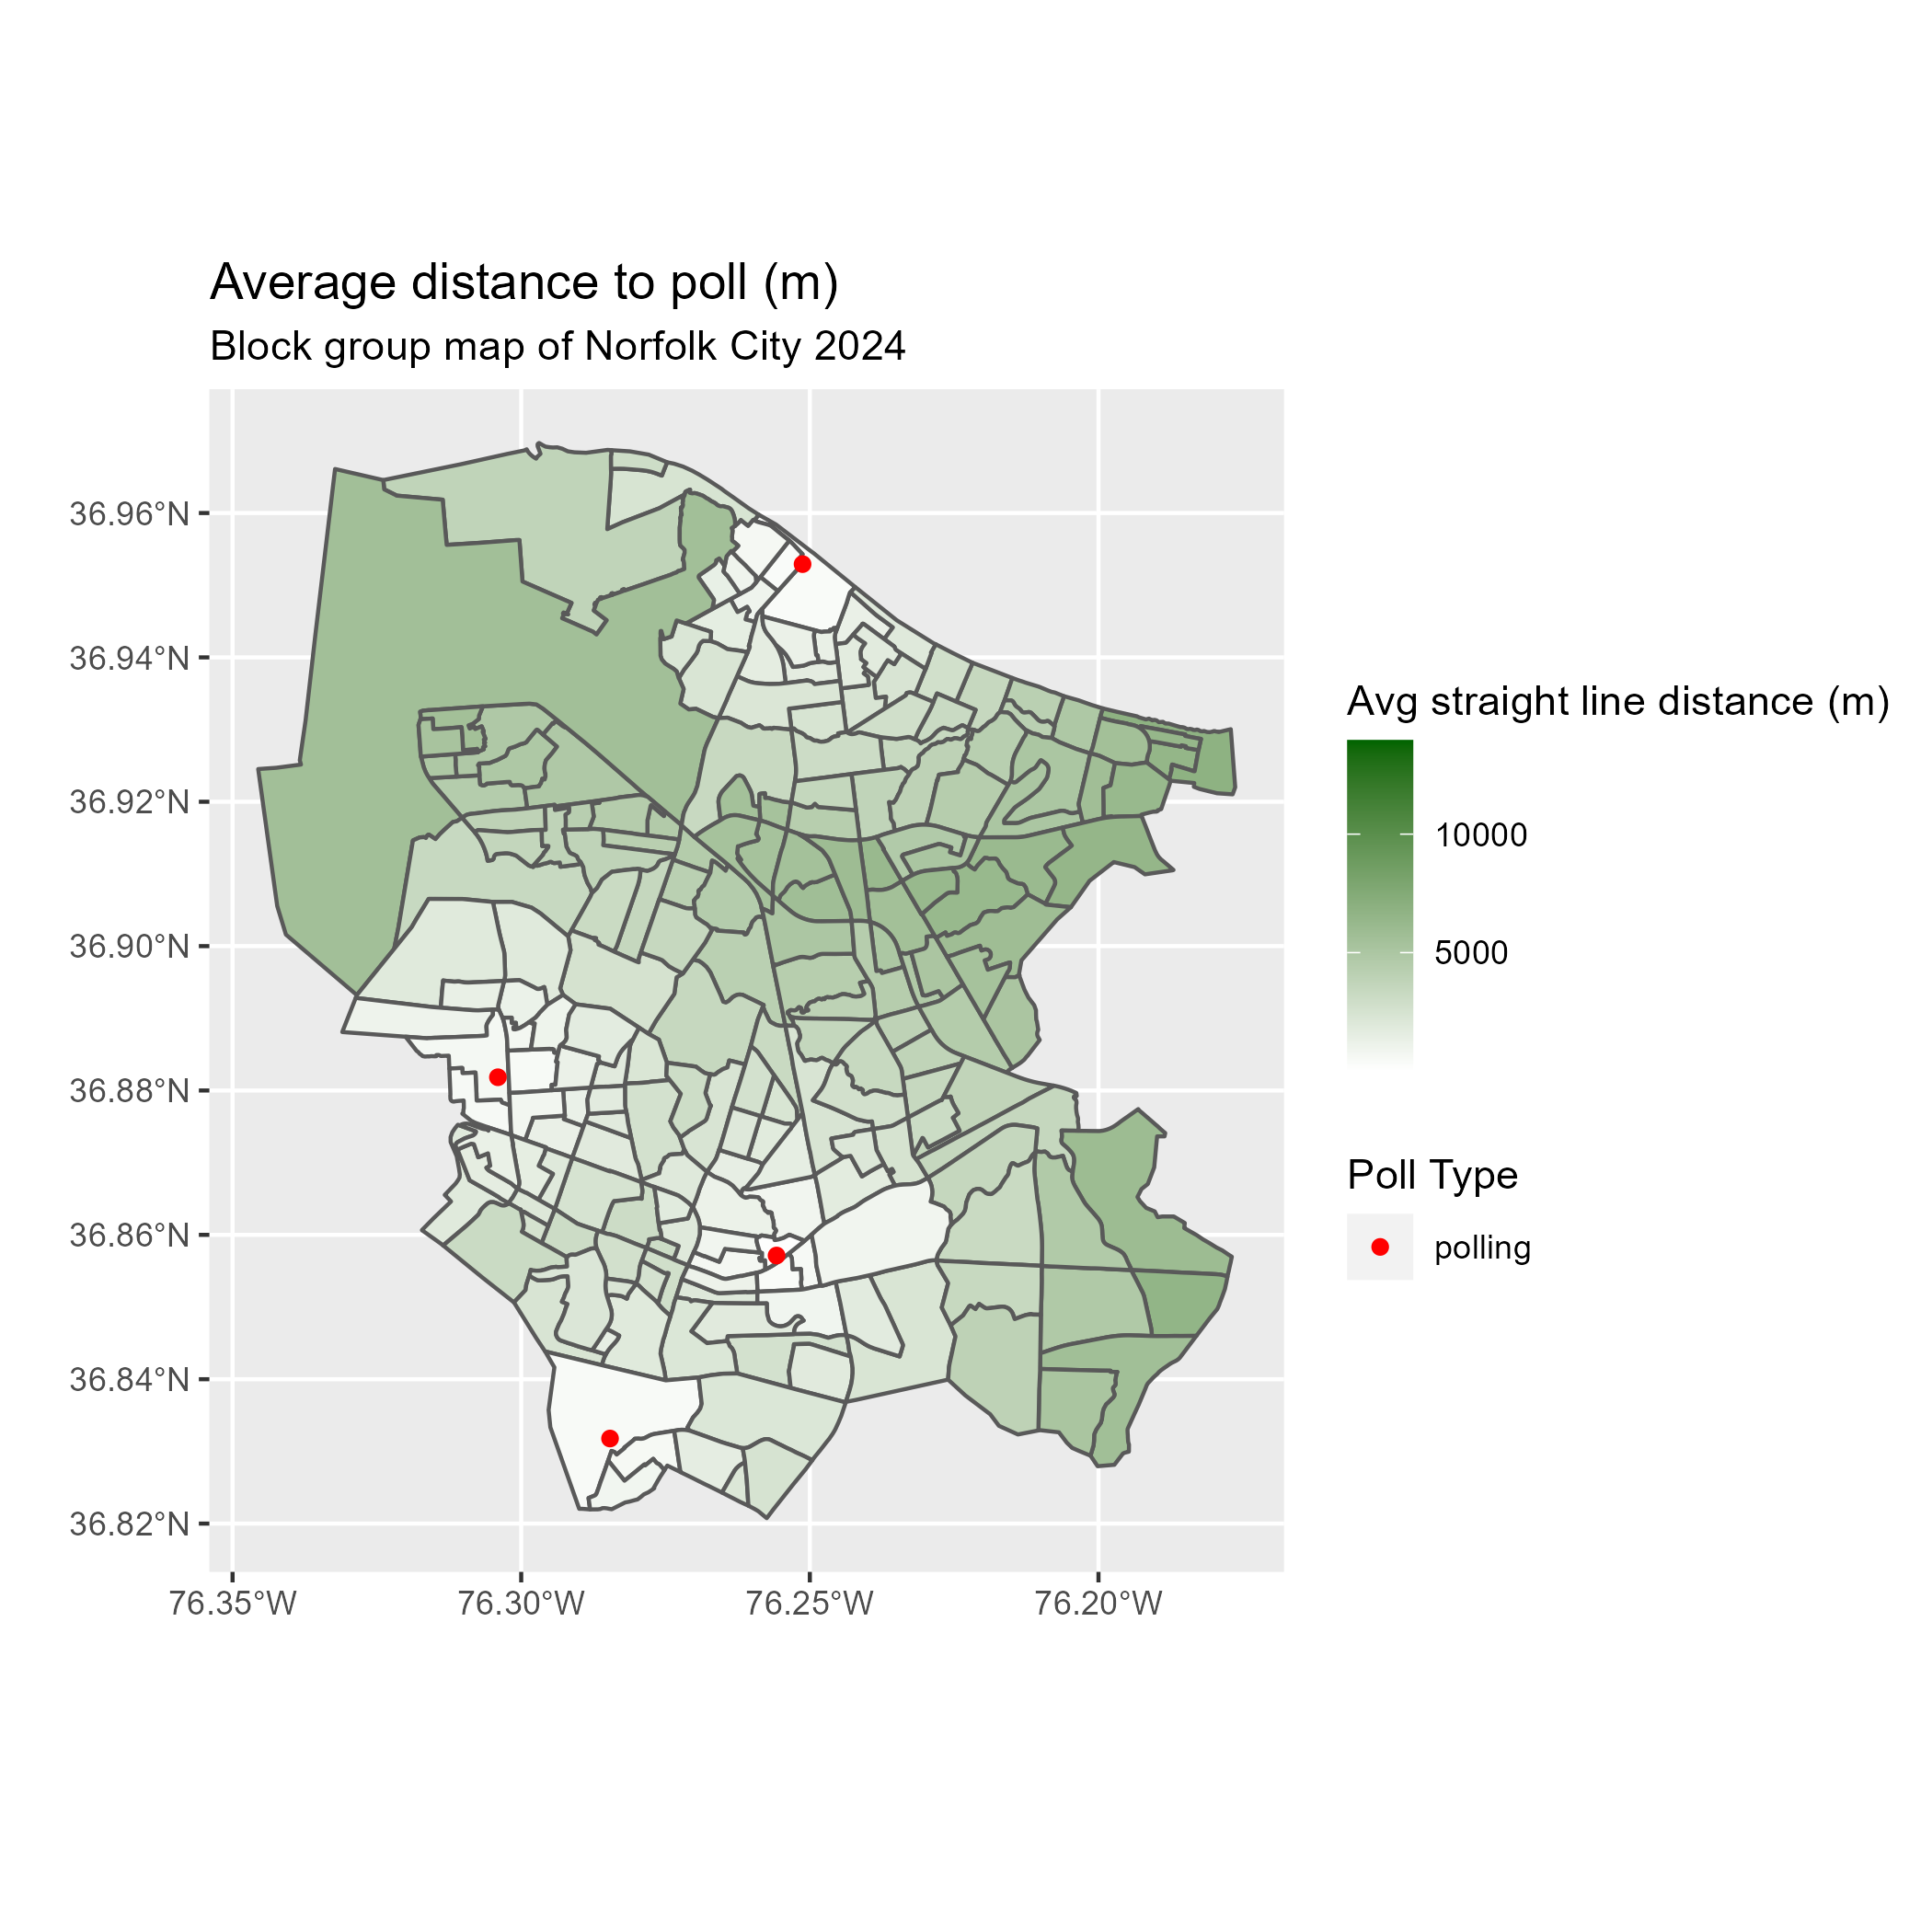 Average distance to poll (m)
Block group map of Norfolk City 2024
36.96°N
36.94°N
36.92°N
36.90°N
36.88°N
36.86°N
36.84°N
36.82°N
76.35°W
76.30°W
76.25°W
76.20°W
Avg straight line distance (m)
10000
5000
Poll Type
polling